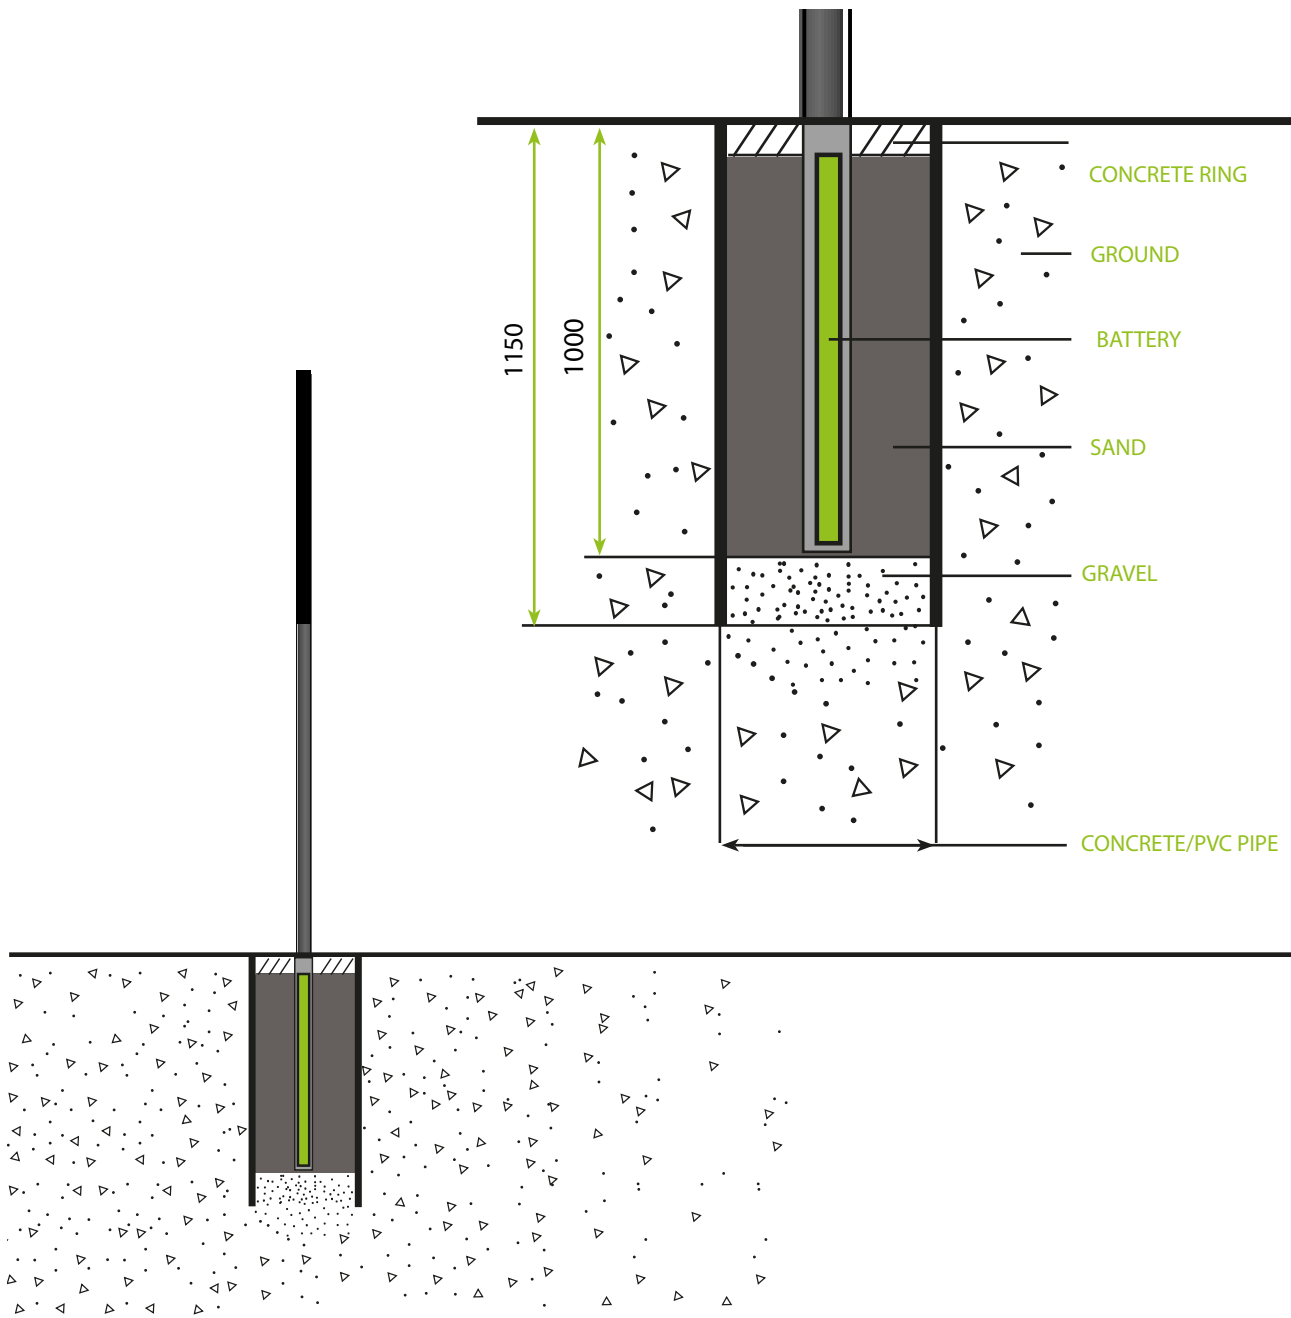 CONCRETE RING
GROUND
1150
1000
BATTERY
SAND
GRAVEL
CONCRETE/PVC PIPE